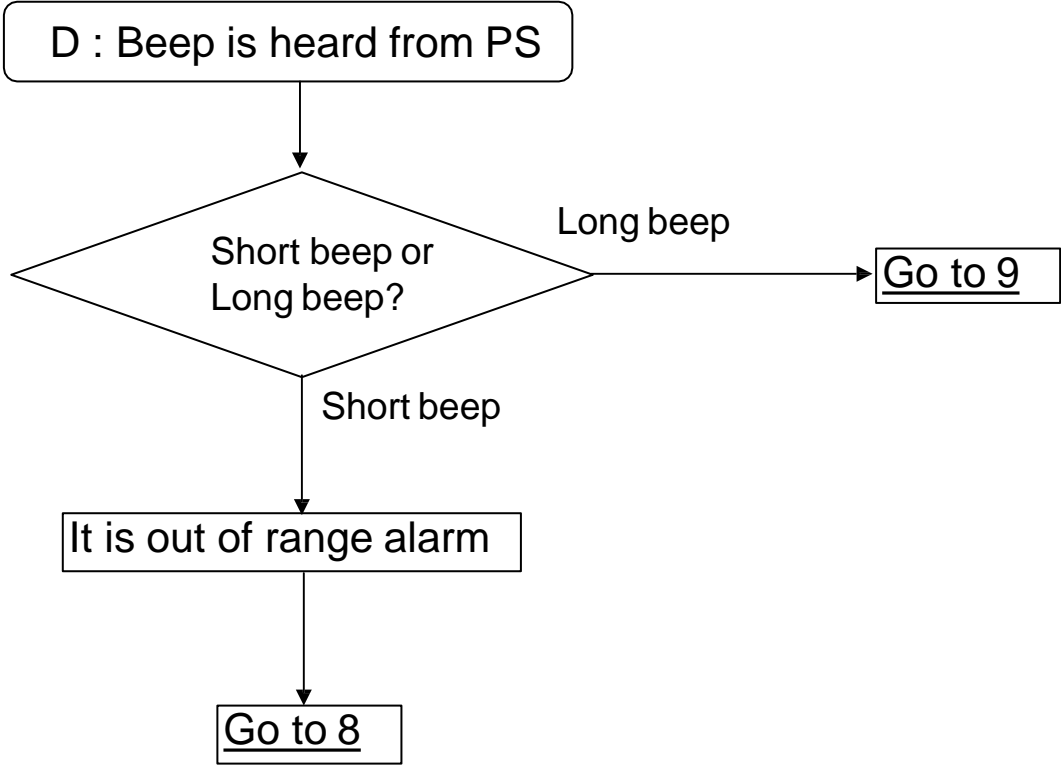 D : Beep is heard from PS
Short beep or
Long beep?
Long beep
Go to 9
Short beep
It is out of range alarm
Go to 8